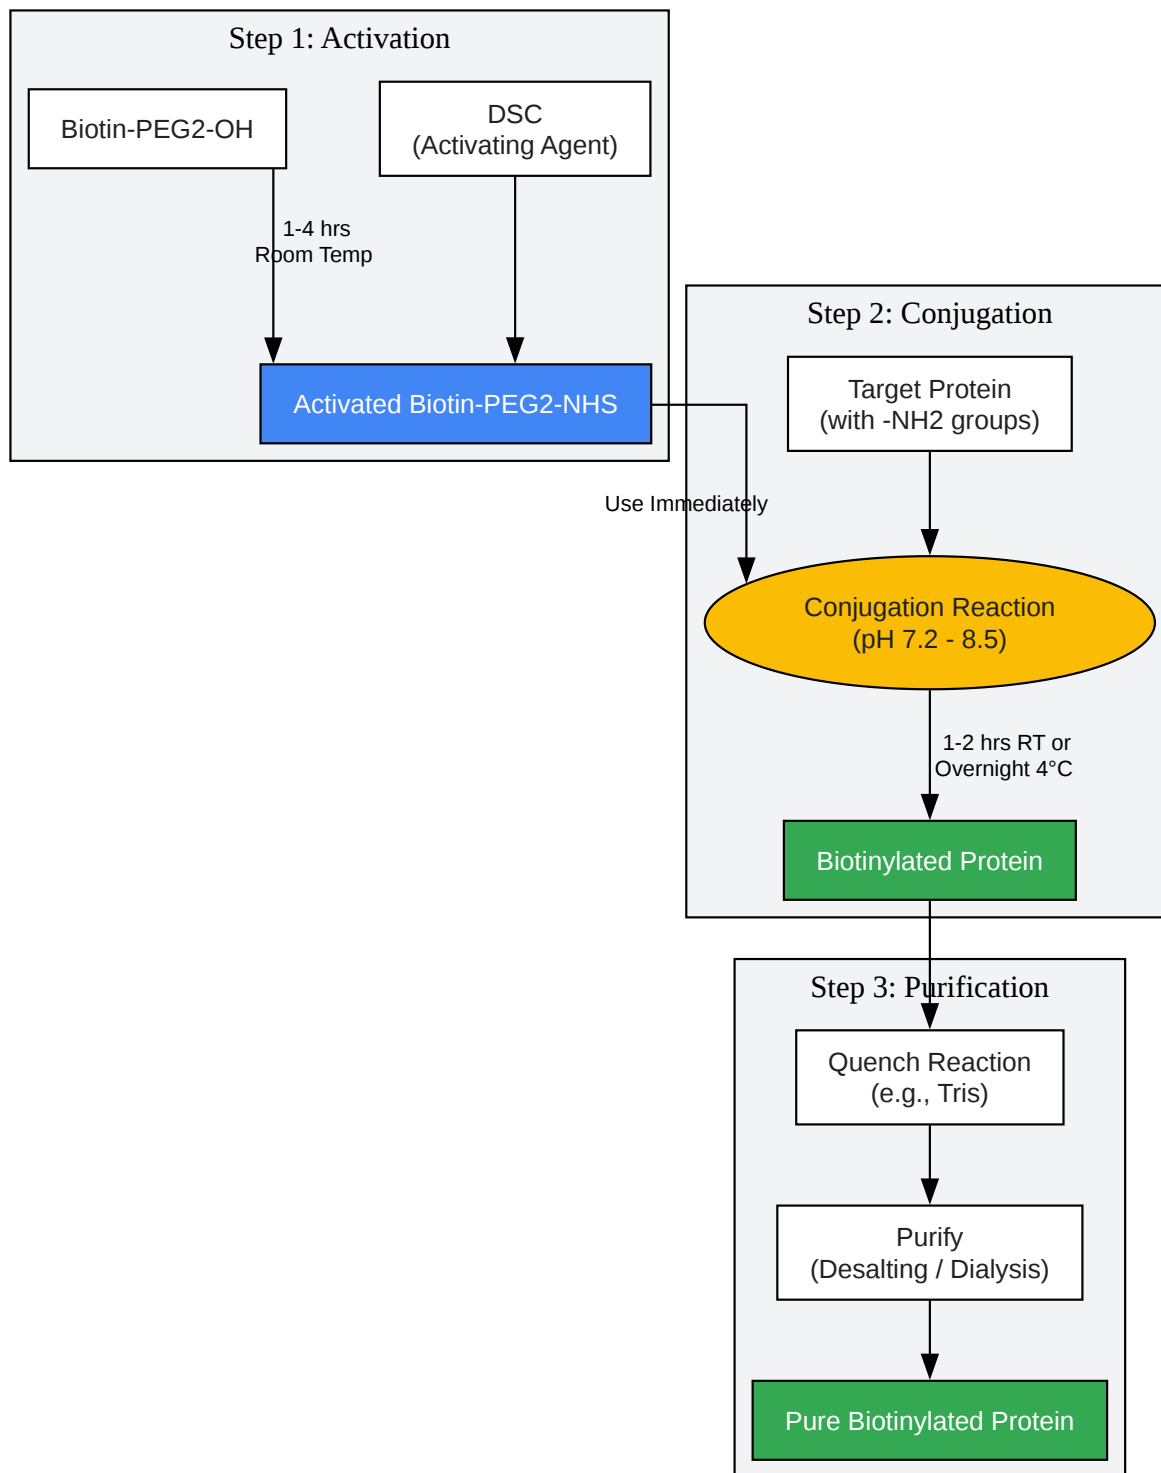 Step 1: Activation
Biotin-PEG2-OH
DSC
(Activating Agent)
1-4 hrs
Room Temp
Activated Biotin-PEG2-NHS
Use Immediately
Step 2: Conjugation
Target Protein
(with -NH2 groups)
Conjugation Reaction
(pH 7.2 - 8.5)
1-2 hrs RT or
Overnight 4°C
Biotinylated Protein
Step 3: Purification
Quench Reaction
(e.g., Tris)
Purify
(Desalting / Dialysis)
Pure Biotinylated Protein